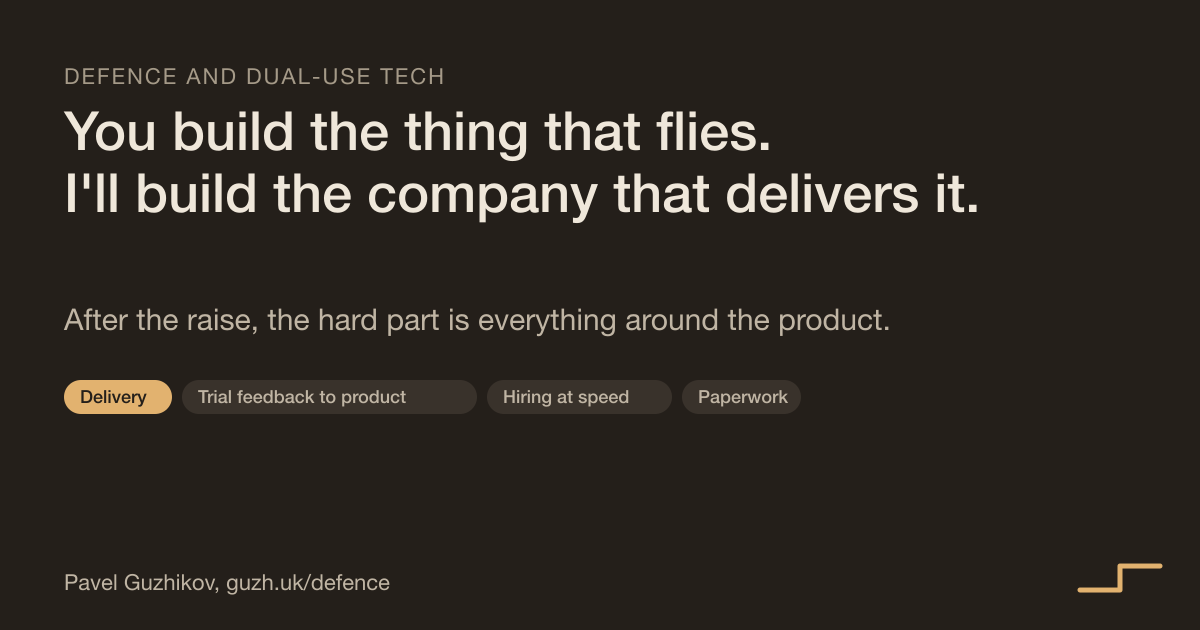 DEFENCE AND DUAL-USE TECH
You build the thing that flies.
I'll build the company that delivers it.
After the raise, the hard part is everything around the product.
Delivery
Trial feedback to product
Hiring at speed
Paperwork
Pavel Guzhikov, guzh.uk/defence